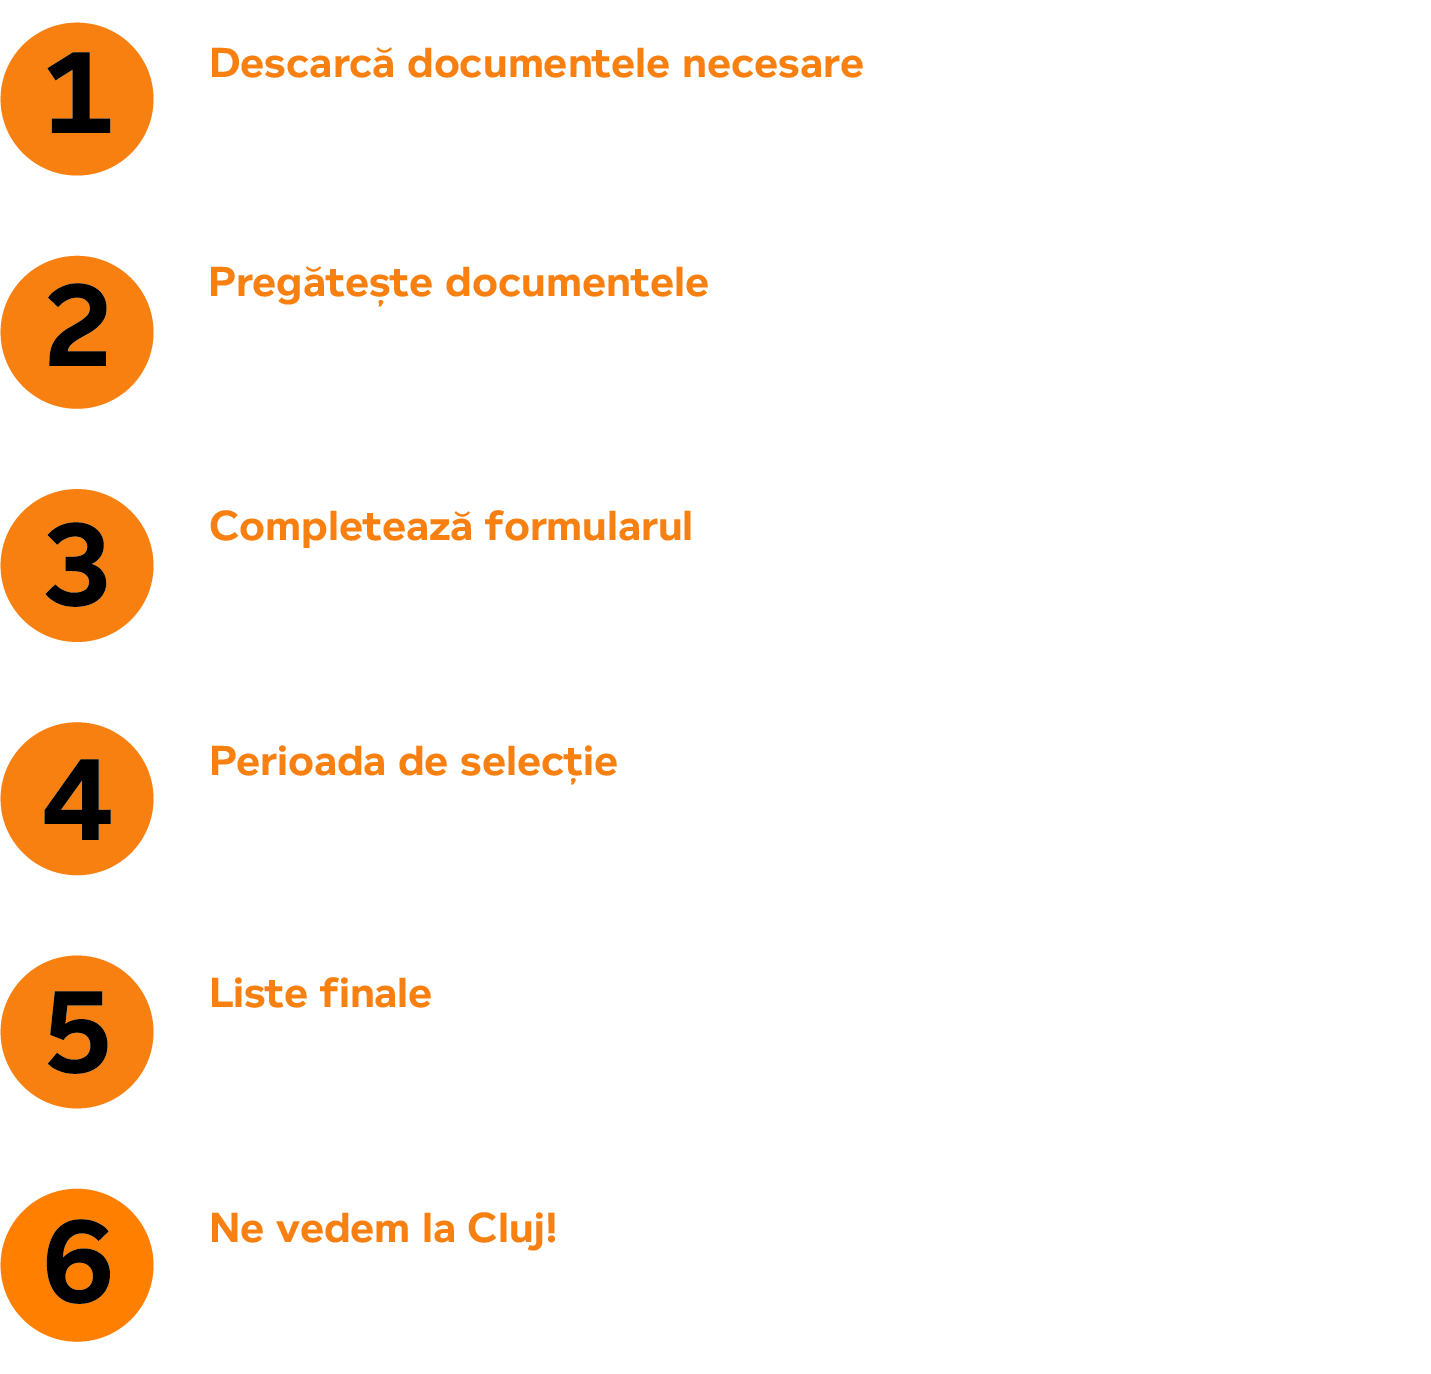 1
Descarcă documentele necesare
2
Pregătește documentele
3
Completează formularul
4
Perioada de selecție
5
Liste finale
6
Ne vedem la Cluj!